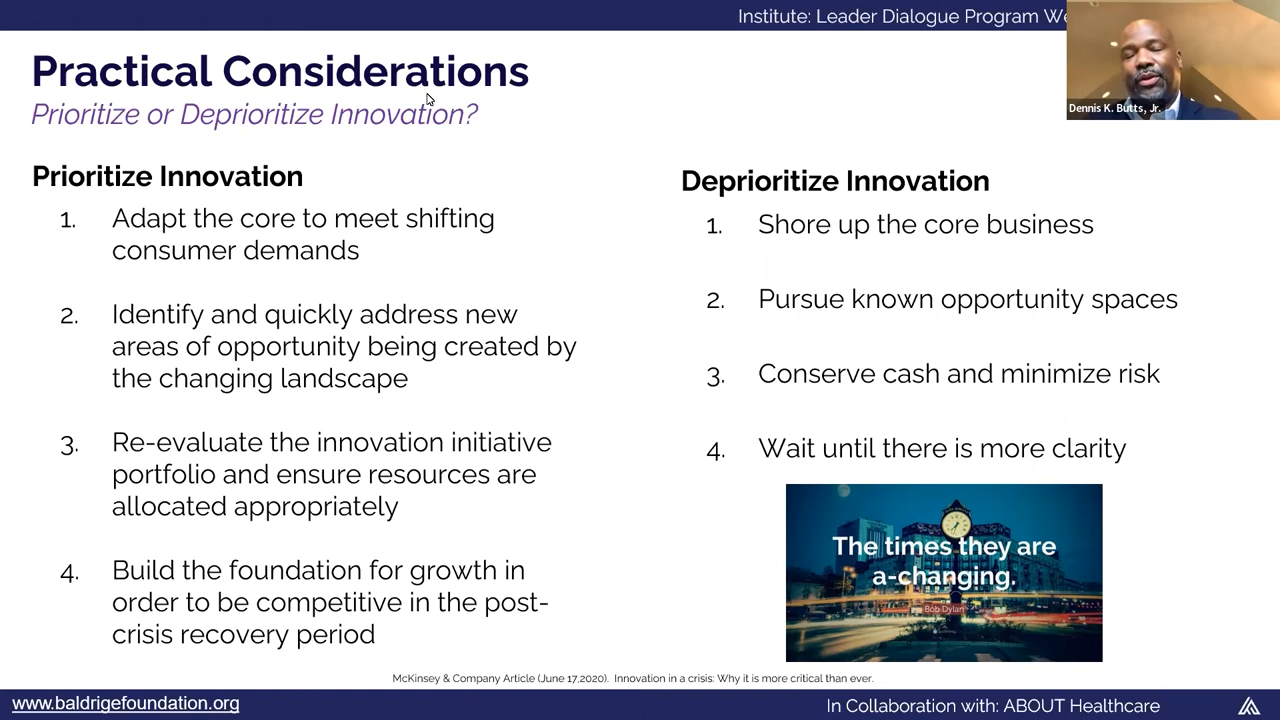 Institute: Leader Dialogue Program We
Dennis K. Butts, Jr.
Practical Considerations
Prioritize or Deprioritize Innovation?
Prioritize Innovation
1. Adapt the core to meet shifting
consumer demands
2. Identify and quickly address new
areas of opportunity being created by
the changing landscape
3. Re-evaluate the innovation initiative
portfolio and ensure resources are
allocated appropriately
4. Build the foundation for growth in
order to be competitive in the post-
crisis recovery period
Deprioritize Innovation
1. Shore up the core business
2. Pursue known opportunity spaces
3. Conserve cash and minimize risk
4. Wait until there is more clarity
The times they are
a-changing.
Bob Dylan
McKinsey & Company Article (June 17,2020). Innovation in a crisis: Why it is more critical than ever.
www.baldrigefoundation.org
In Collaboration with: ABOUT Healthcare